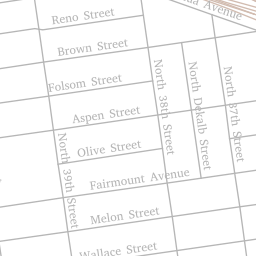 Avenue
Reno Street
Brown Street
Folsom Street
Aspen Street
Olive Street
Fairmount Avenue
Melon Street
Wallace Street
North 39th Street
North 38th Street
North Dekalb Street
North 37th Street